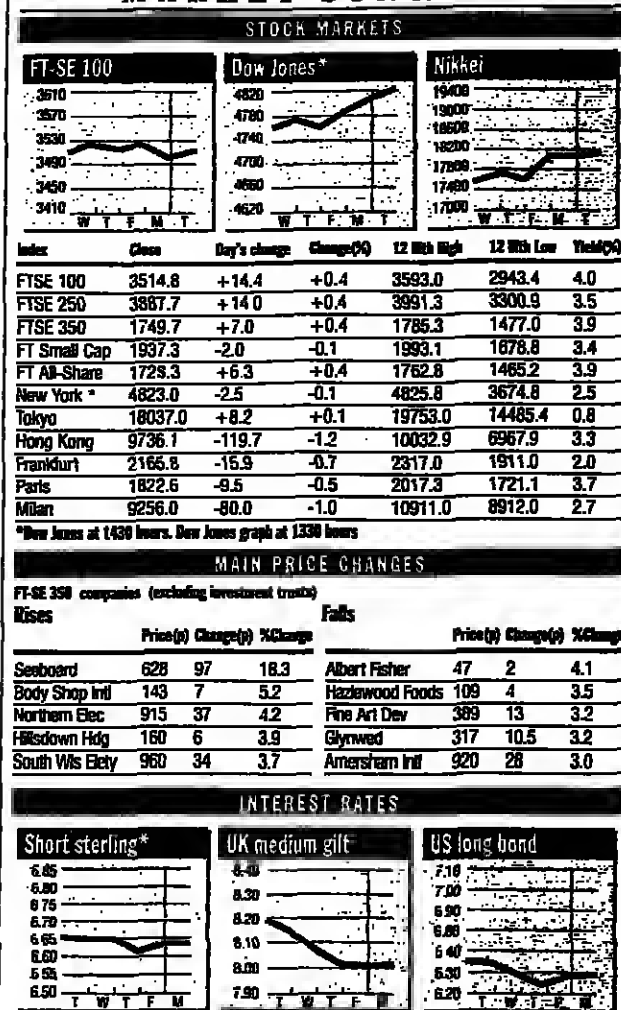 STOCK MARKETS
FT-SE 100 Dow Jones* Nikkei
3610 4820 19400
3570 4780 19000
3530 4740 18600
3490 4700 18200
3450 4660 17800
3410 4620 17400
17000
W T F M T W T F M T W T F M T
Index Close Day's change Change(%) 12 Mth High 12 Mth Low Yield(%)
FTSE 100 3514.8 +14.4 +0.4 3593.0 2943.4 4.0
FTSE 250 3887.7 +14.0 +0.4 3991.3 3300.9 3.5
FTSE 350 1749.7 +7.0 +0.4 1785.3 1477.0 3.9
FT Small Cap 1937.3 -2.0 -0.1 1993.1 1678.8 3.4
FT All-Share 1728.3 +6.3 +0.4 1762.8 1465.2 3.9
New York * 4823.0 -2.5 -0.1 4825.8 3674.8 2.5
Tokyo 18037.0 +8.2 +0.1 19753.0 14485.4 0.8
Hong Kong 9736.1 -119.7 -1.2 10032.9 6967.9 3.3
Frankfurt 2165.8 -15.9 -0.7 2317.0 1911.0 2.0
Paris 1822.6 -9.5 -0.5 2017.3 1721.1 3.7
Milan 9256.0 -80.0 -1.0 10911.0 8912.0 2.7
*Dow Jones at 1430 hours. Dow Jones graph at 1330 hours
MAIN PRICE CHANGES
FT-SE 350 companies (excluding investment trusts)
Rises Falls
Price(p) Change(p) %Change Price(p) Change(p) %Change
Seeboard 628 97 18.3 Albert Fisher 47 2 4.1
Body Shop Intl 143 7 5.2 Hazlewood Foods 109 4 3.5
Northern Elec 915 37 4.2 Fine Art Dev 389 13 3.2
Hillsdown Hdg 160 6 3.9 Glynwed 317 10.5 3.2
South Wls Elcty 960 34 3.7 Amersham Intl 920 28 3.0
INTEREST RATES
Short sterling* UK medium gilt US long bond
6.85 8.40 7.10
6.80 8.30 7.00
6.75 8.20 6.90
6.70 8.10 6.80
6.65 8.00 6.40
6.60 7.90 6.30
6.55 6.20
6.50
T W T F M T W T F M T W T F M